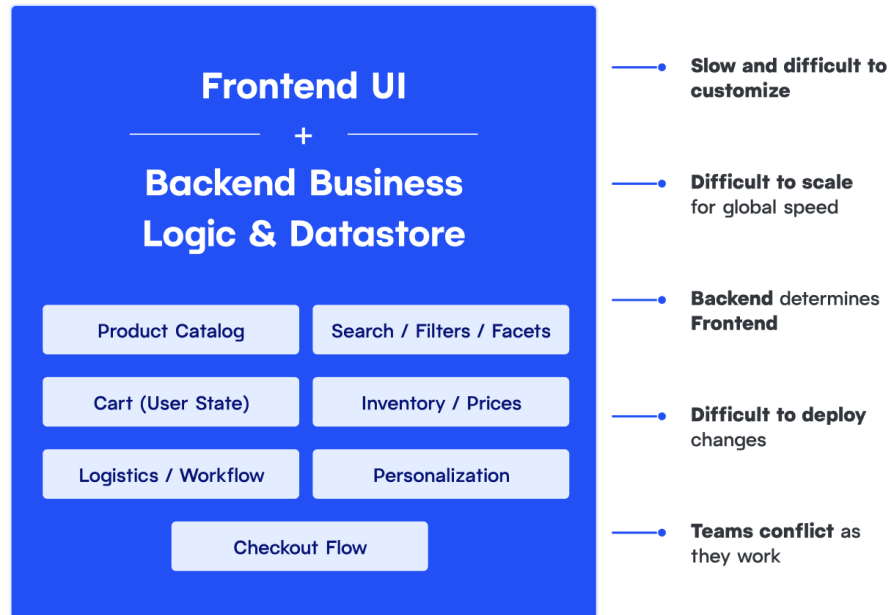 Frontend UI
+
Backend Business
Logic & Datastore
Product Catalog
Search / Filters / Facets
Cart (User State)
Inventory / Prices
Logistics / Workflow
Personalization
Checkout Flow
Slow and difficult to
customize
Difficult to scale
for global speed
Backend determines
Frontend
Difficult to deploy
changes
Teams conflict as
they work